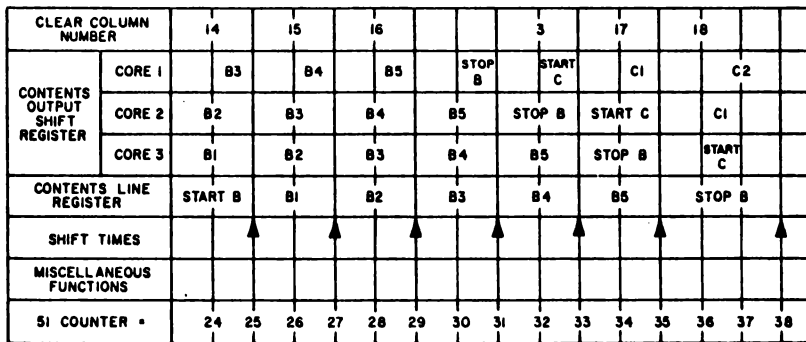 CLEAR COLUMN NUMBER 14 15 16 3 17 18
CONTENTS OUTPUT SHIFT REGISTER
CORE 1 B3 B4 B5 STOP B START C C1 C2
CORE 2 B2 B3 B4 B5 STOP B START C C1
CORE 3 B1 B2 B3 B4 B5 STOP B START C
CONTENTS LINE REGISTER START B B1 B2 B3 B4 B5 STOP B
SHIFT TIMES
MISCELLANEOUS FUNCTIONS
51 COUNTER = 24 25 26 27 28 29 30 31 32 33 34 35 36 37 38